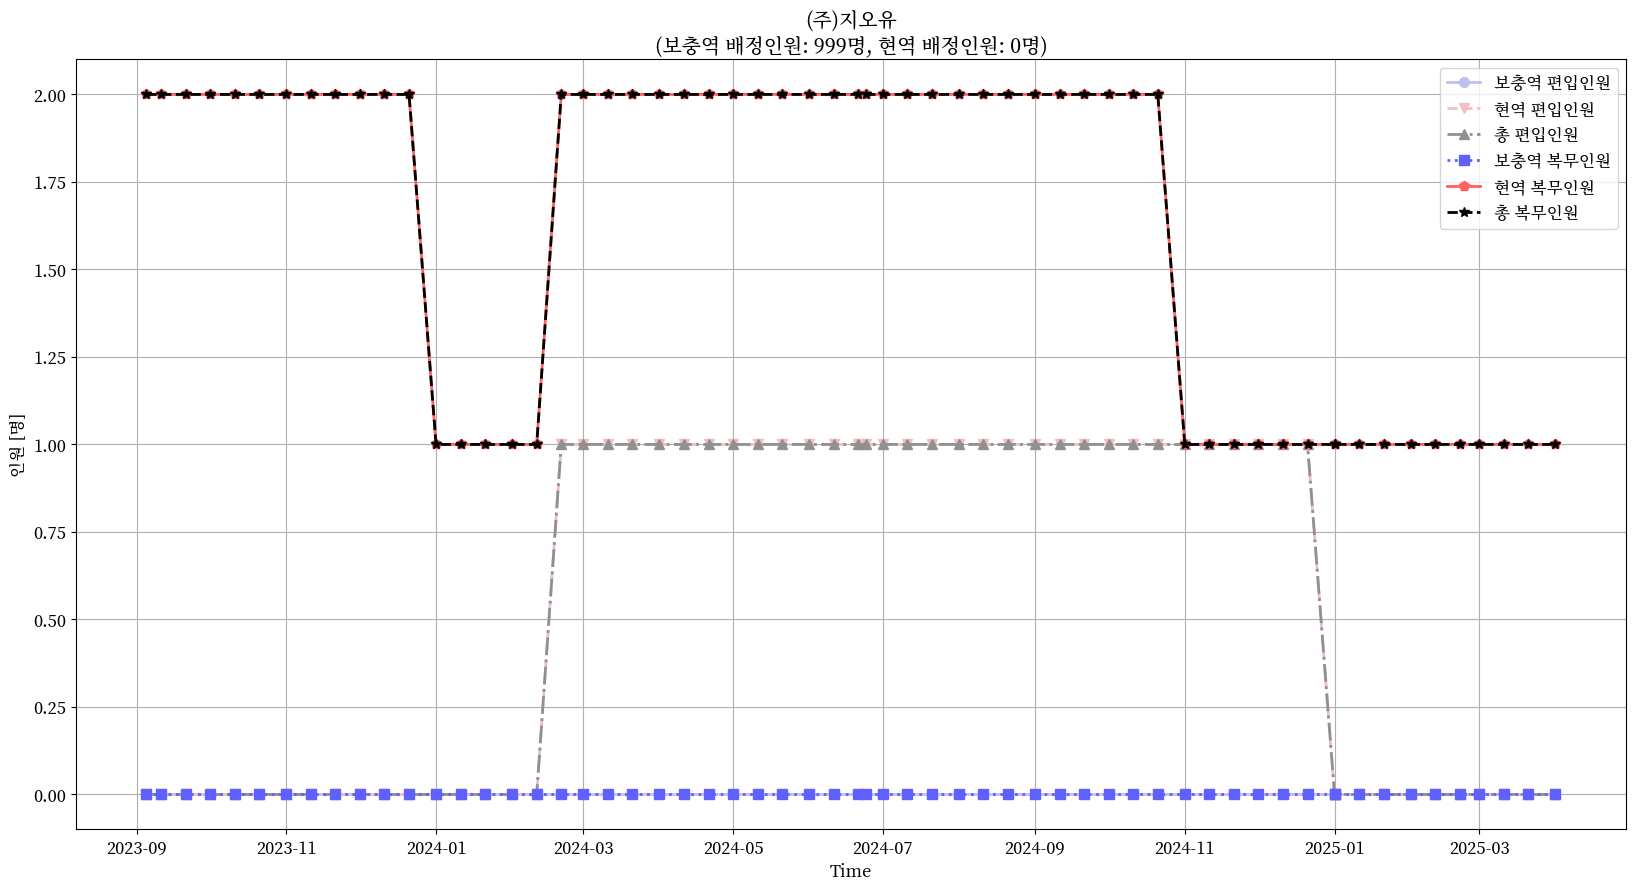 (주)지오유
(보충역 배정인원: 999명, 현역 배정인원: 0명)
보충역 편입인원
현역 편입인원
총 편입인원
보충역 복무인원
현역 복무인원
총 복무인원
인원 [명]
2.00
1.75
1.50
1.25
1.00
0.75
0.50
0.25
0.00
2023-09 2023-11 2024-01 2024-03 2024-05 2024-07 2024-09 2024-11 2025-01 2025-03
Time